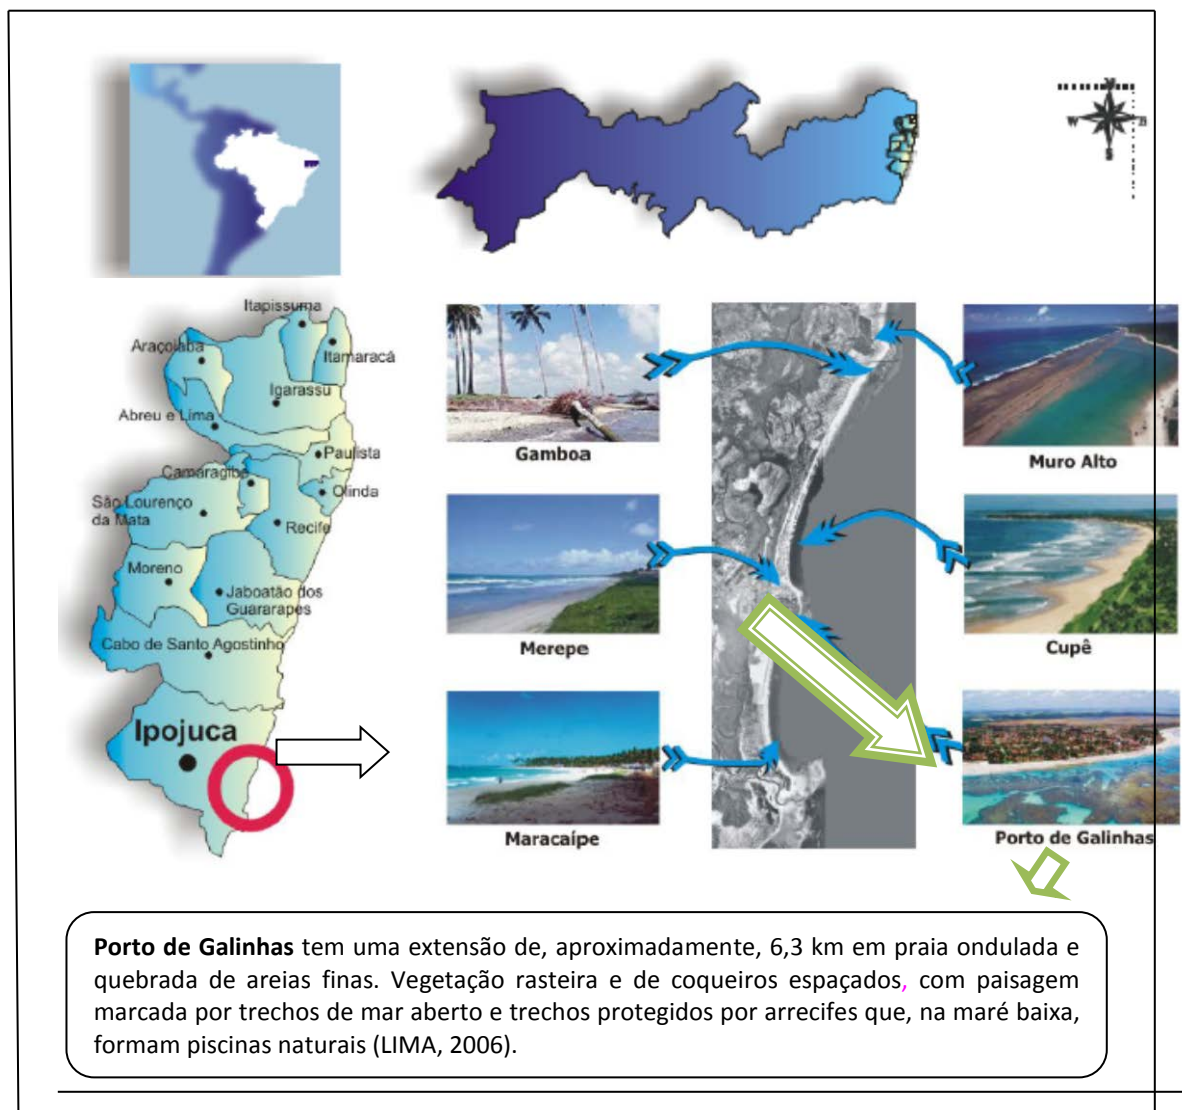 N
W
E
S
Itapissuma
Araçoiaba
Itamaracá
Igarassu
Abreu e Lima
Paulista
Camaragibe
Olinda
São Lourenço
da Mata
Recife
Moreno
Jaboatão dos
Guararapes
Cabo de Santo Agostinho
Ipojuca
Gamboa
Muro Alto
Merepe
Cupê
Maracaípe
Porto de Galinhas
Porto de Galinhas tem uma extensão de, aproximadamente, 6,3 km em praia ondulada e
quebrada de areias finas. Vegetação rasteira e de coqueiros espaçados, com paisagem
marcada por trechos de mar aberto e trechos protegidos por arrecifes que, na maré baixa,
formam piscinas naturais (LIMA, 2006).